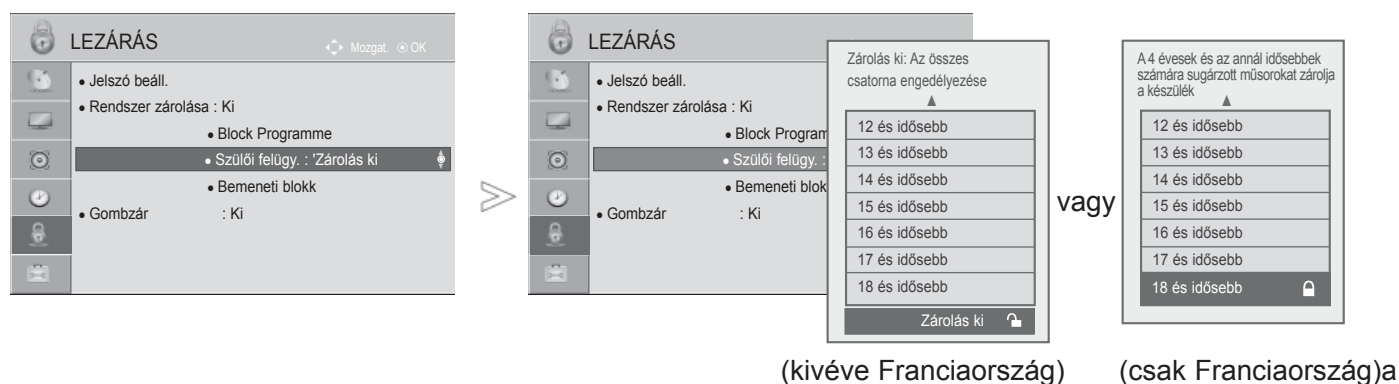 LEZÁRÁS
Mozgat. OK
• Jelszó beáll.
• Rendszer zárolása : Ki
• Block Programme
• Szülői felügy. : 'Zárolás ki
• Bemeneti blokk
• Gombzár : Ki
LEZÁRÁS
• Jelszó beáll.
• Rendszer zárolása : Ki
• Block Program
• Szülői felügy. :
• Bemeneti blok
• Gombzár : Ki
Zárolás ki: Az összes
csatorna engedélyezése
12 és idősebb
13 és idősebb
14 és idősebb
15 és idősebb
16 és idősebb
17 és idősebb
18 és idősebb
Zárolás ki
vagy
A 4 évesek és az annál idősebbek
számára sugárzott műsorokat zárolja
a készülék
12 és idősebb
13 és idősebb
14 és idősebb
15 és idősebb
16 és idősebb
17 és idősebb
18 és idősebb
(kivéve Franciaország)
(csak Franciaország)a